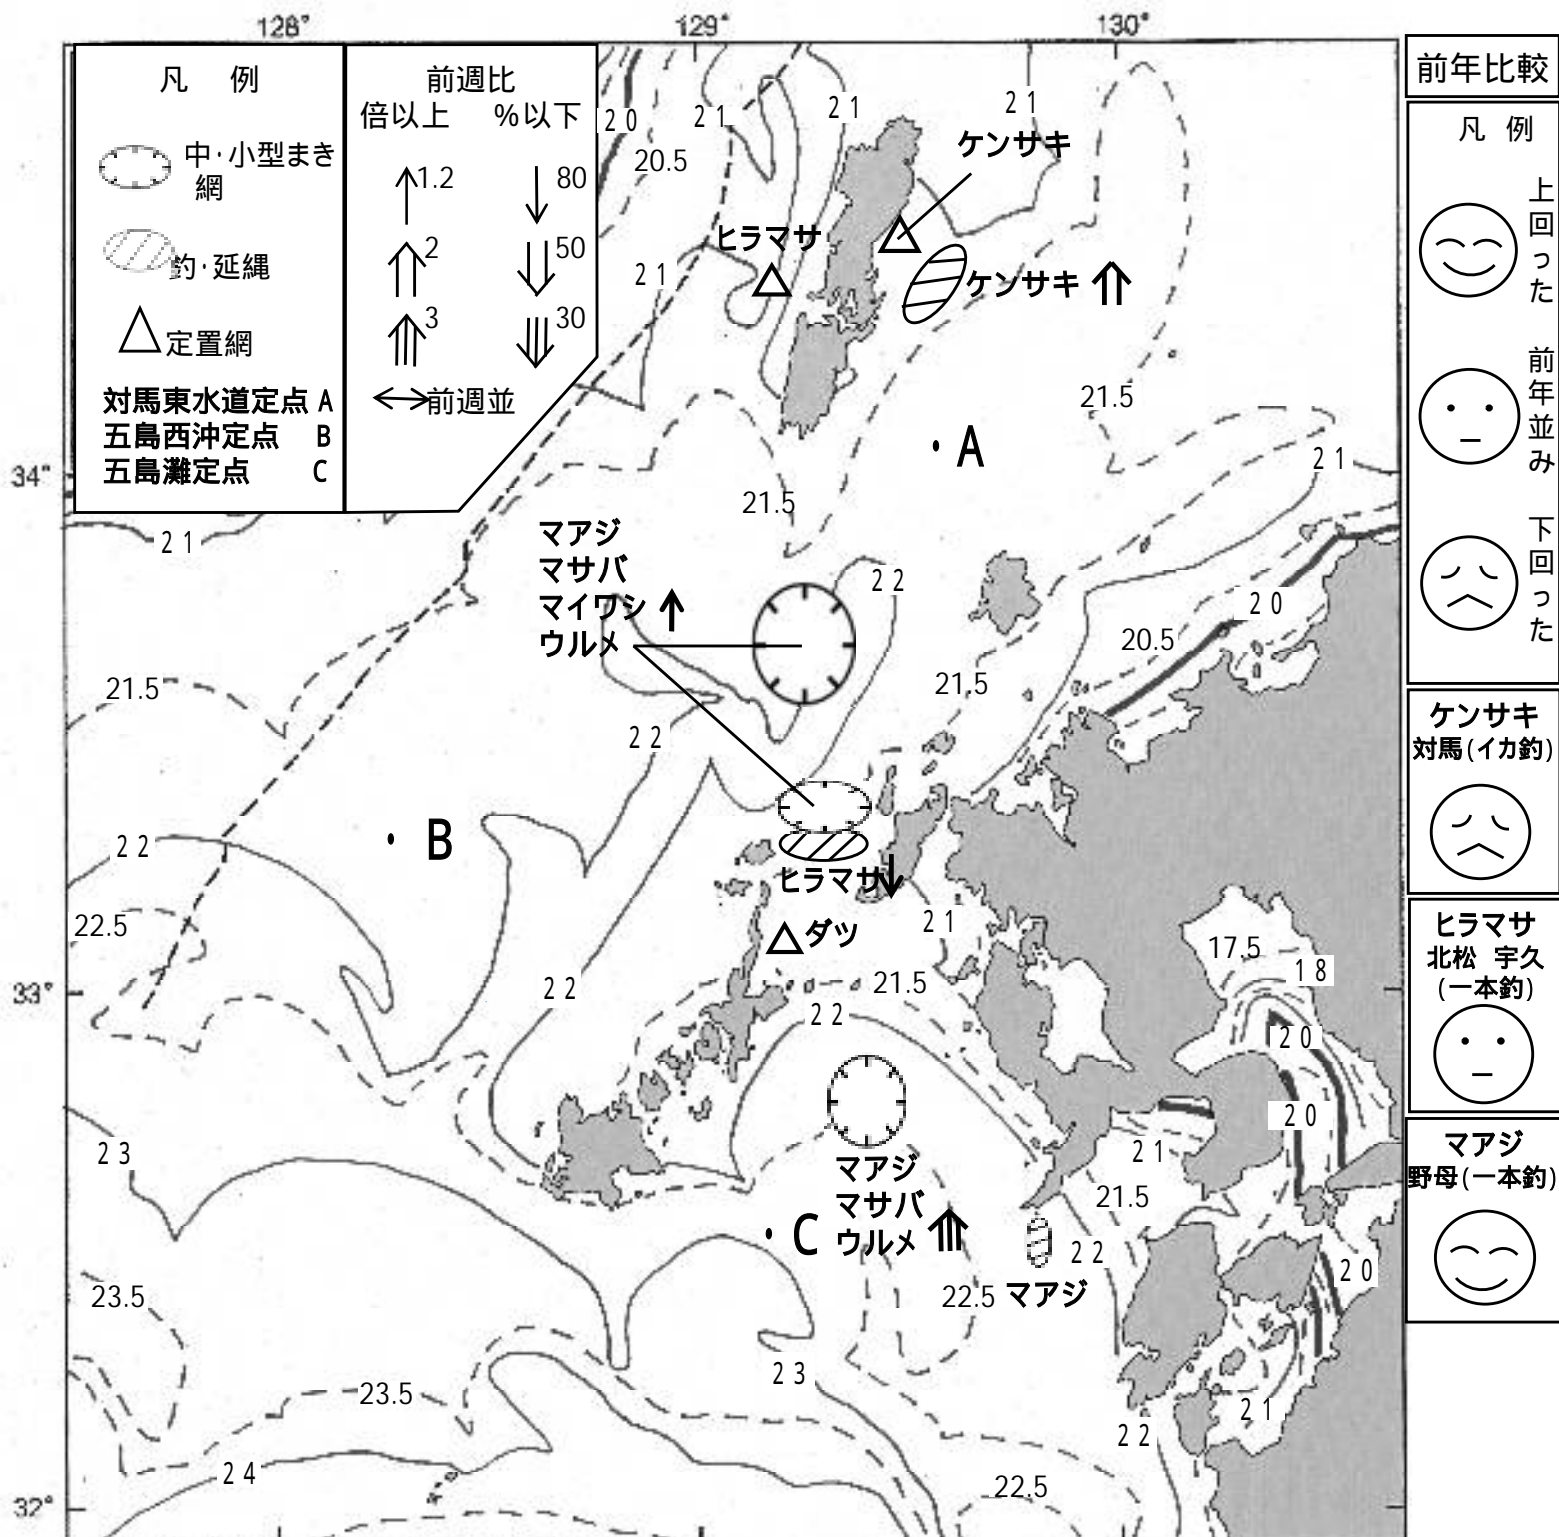 128°
129°
130°
凡 例
中・小型まき
網
釣・延縄
定置網
対馬東水道定点 A
五島西沖定点 B
五島灘定点 C
前週比
倍以上 %以下
1.2 80
2 50
3 30
前週並
前年比較
凡 例
上回った
前年並み
下回った
ケンサキ
対馬(イカ釣)
ヒラマサ
北松 宇久
(一本釣)
マアジ
野母(一本釣)
20
21
21
21
20.5
ケンサキ
ヒラマサ
21
ケンサキ
21.5
A
34°
21
21.5
21
マアジ
マサバ
マイワシ
ウルメ
22
20
20.5
21.5
21.5
22
22
B
ヒラマサ
21
ダツ
22.5
17.5
18
33°
22
21.5
22
20
20
23
21
マアジ
マサバ
ウルメ
21.5
C
22
20
23.5
22.5
マアジ
23
23.5
21
22
24
22.5
32°